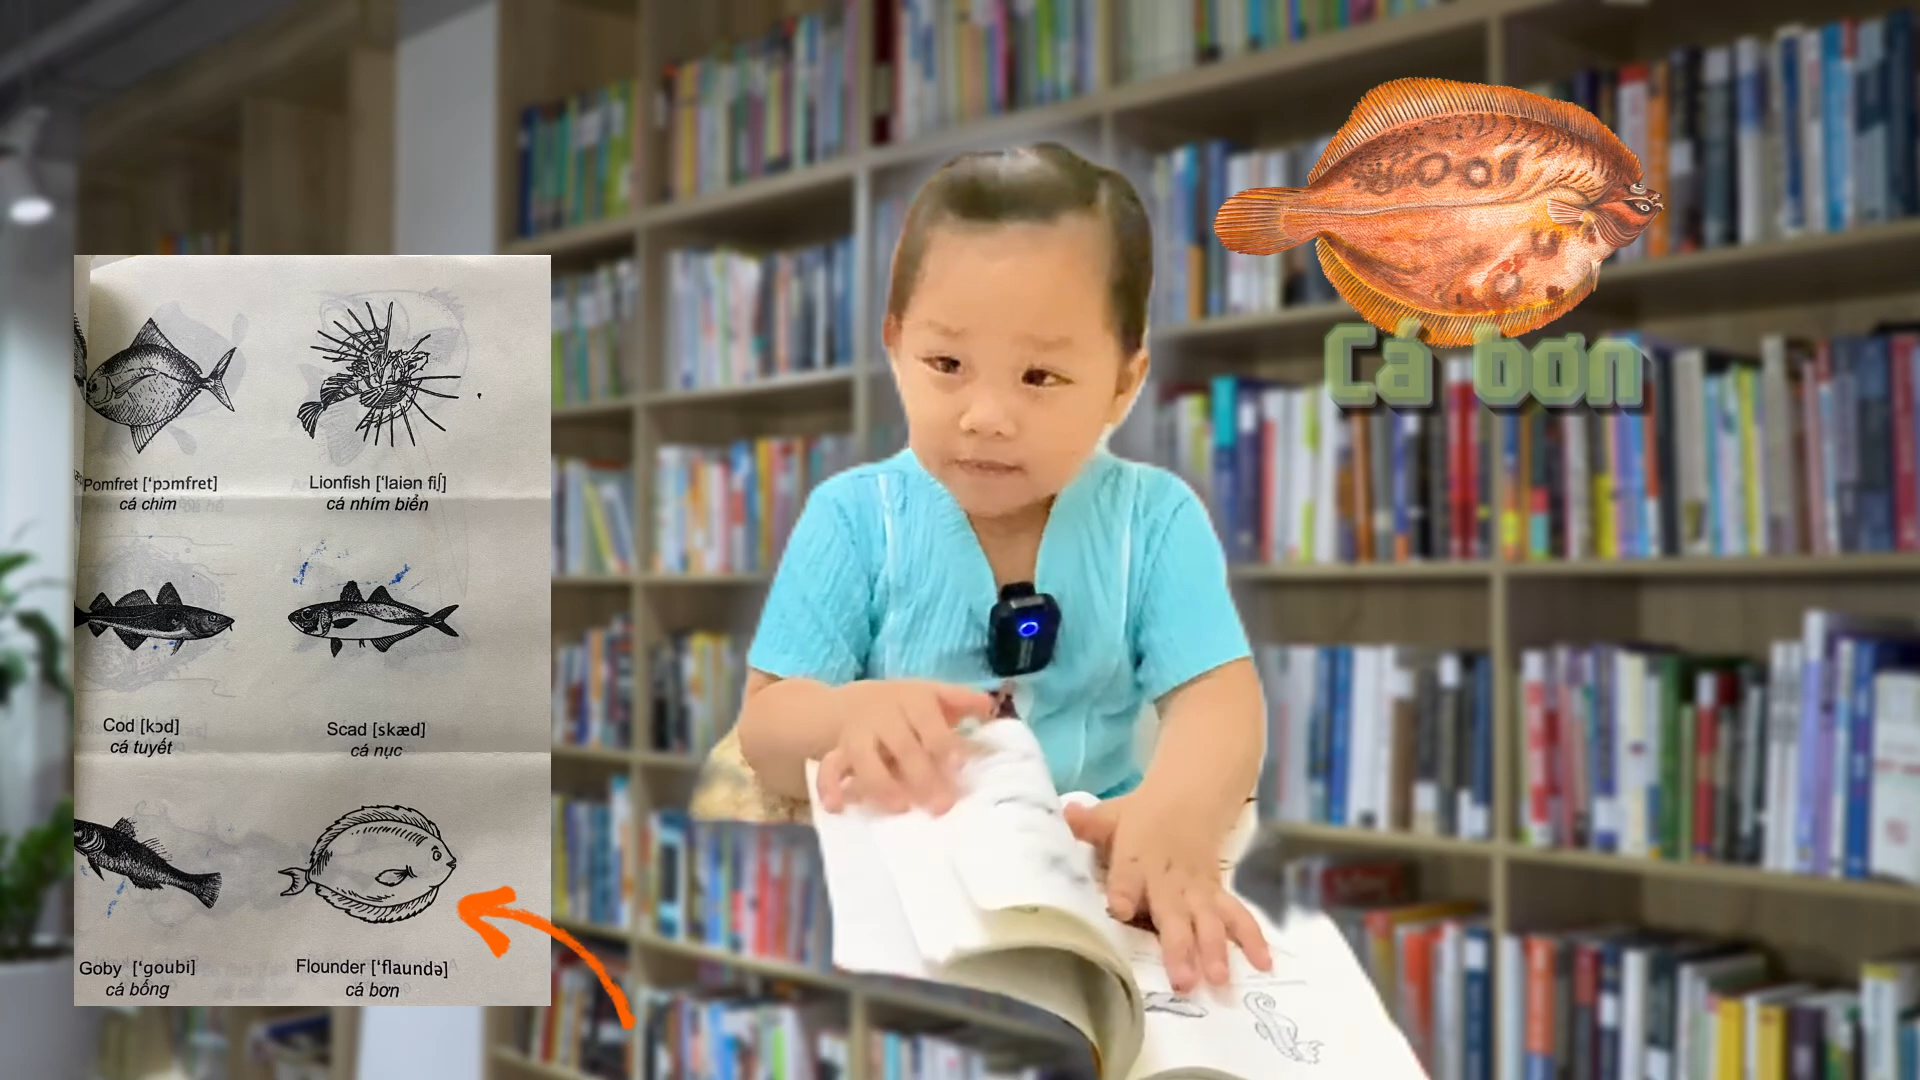 Pomfret ['pɔmfret]
cá chim
Lionfish ['laiən fiʃ]
cá nhím biển
Cod [kɔd]
cá tuyết
Scad [skæd]
cá nục
Goby ['goubi]
cá bống
Flounder ['flaundə]
cá bơn
Cá bơn